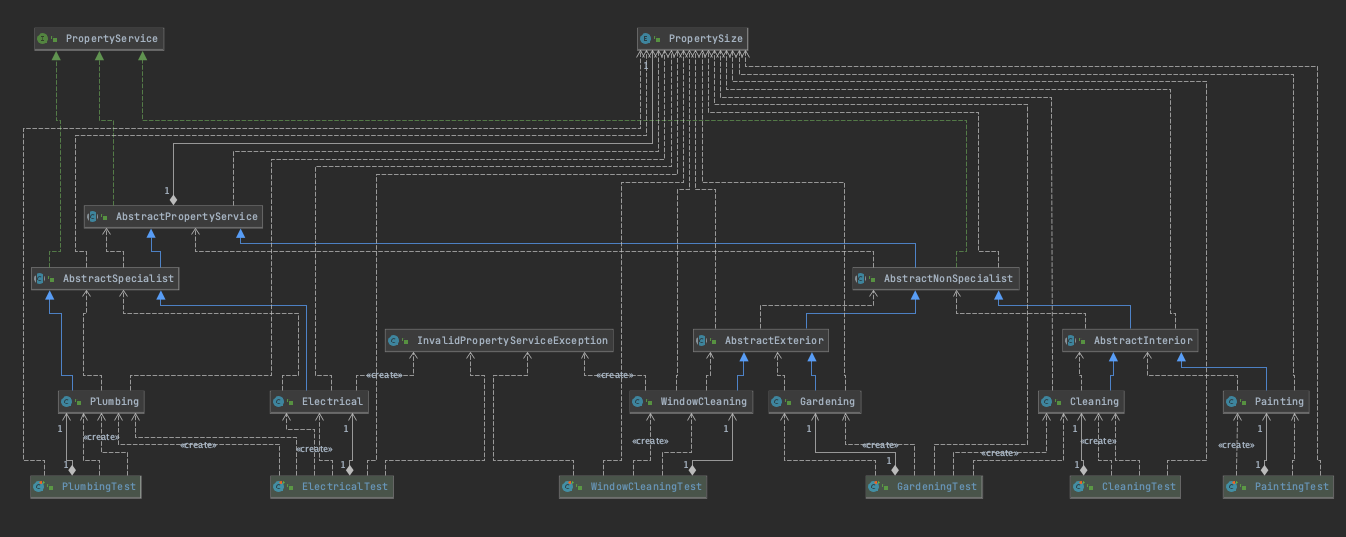 PropertyService
PropertySize
1
1
AbstractPropertyService
AbstractSpecialist
AbstractNonSpecialist
InvalidPropertyServiceException
AbstractExterior
AbstractInterior
«create»
«create»
Plumbing
Electrical
WindowCleaning
Gardening
Cleaning
Painting
1
1
1
1
1
1
«create»
«create»
«create»
«create»
«create»
«create»
«create»
«create»
1
1
1
1
1
1
PlumbingTest
ElectricalTest
WindowCleaningTest
GardeningTest
CleaningTest
PaintingTest